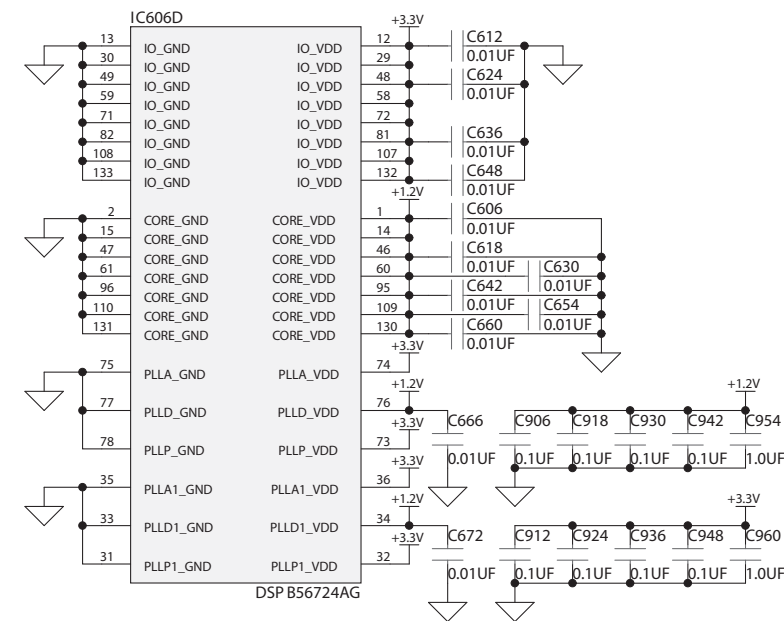 IC606D
+3.3V
13 IO_GND IO_VDD 12 C612
0.01UF
30 IO_GND IO_VDD 29
49 IO_GND IO_VDD 48 C624
0.01UF
59 IO_GND IO_VDD 58
71 IO_GND IO_VDD 72
82 IO_GND IO_VDD 81 C636
0.01UF
108 IO_GND IO_VDD 107
133 IO_GND IO_VDD 132 C648
0.01UF
+1.2V
2 CORE_GND CORE_VDD 1 C606
0.01UF
15 CORE_GND CORE_VDD 14
47 CORE_GND CORE_VDD 46 C618
0.01UF
61 CORE_GND CORE_VDD 60 C630
0.01UF
96 CORE_GND CORE_VDD 95 C642
0.01UF
110 CORE_GND CORE_VDD 109 C654
0.01UF
131 CORE_GND CORE_VDD 130 C660
0.01UF
+3.3V
75 PLLA_GND PLLA_VDD 74
+1.2V +1.2V
77 PLLD_GND PLLD_VDD 76
C666 C906 C918 C930 C942 C954
+3.3V
78 PLLP_GND PLLP_VDD 73
0.01UF 0.1UF 0.1UF 0.1UF 0.1UF 1.0UF
+3.3V
35 PLLA1_GND PLLA1_VDD 36
+1.2V +3.3V
33 PLLD1_GND PLLD1_VDD 34
C672 C912 C924 C936 C948 C960
+3.3V
31 PLLP1_GND PLLP1_VDD 32
0.01UF 0.1UF 0.1UF 0.1UF 0.1UF 1.0UF
DSP B56724AG